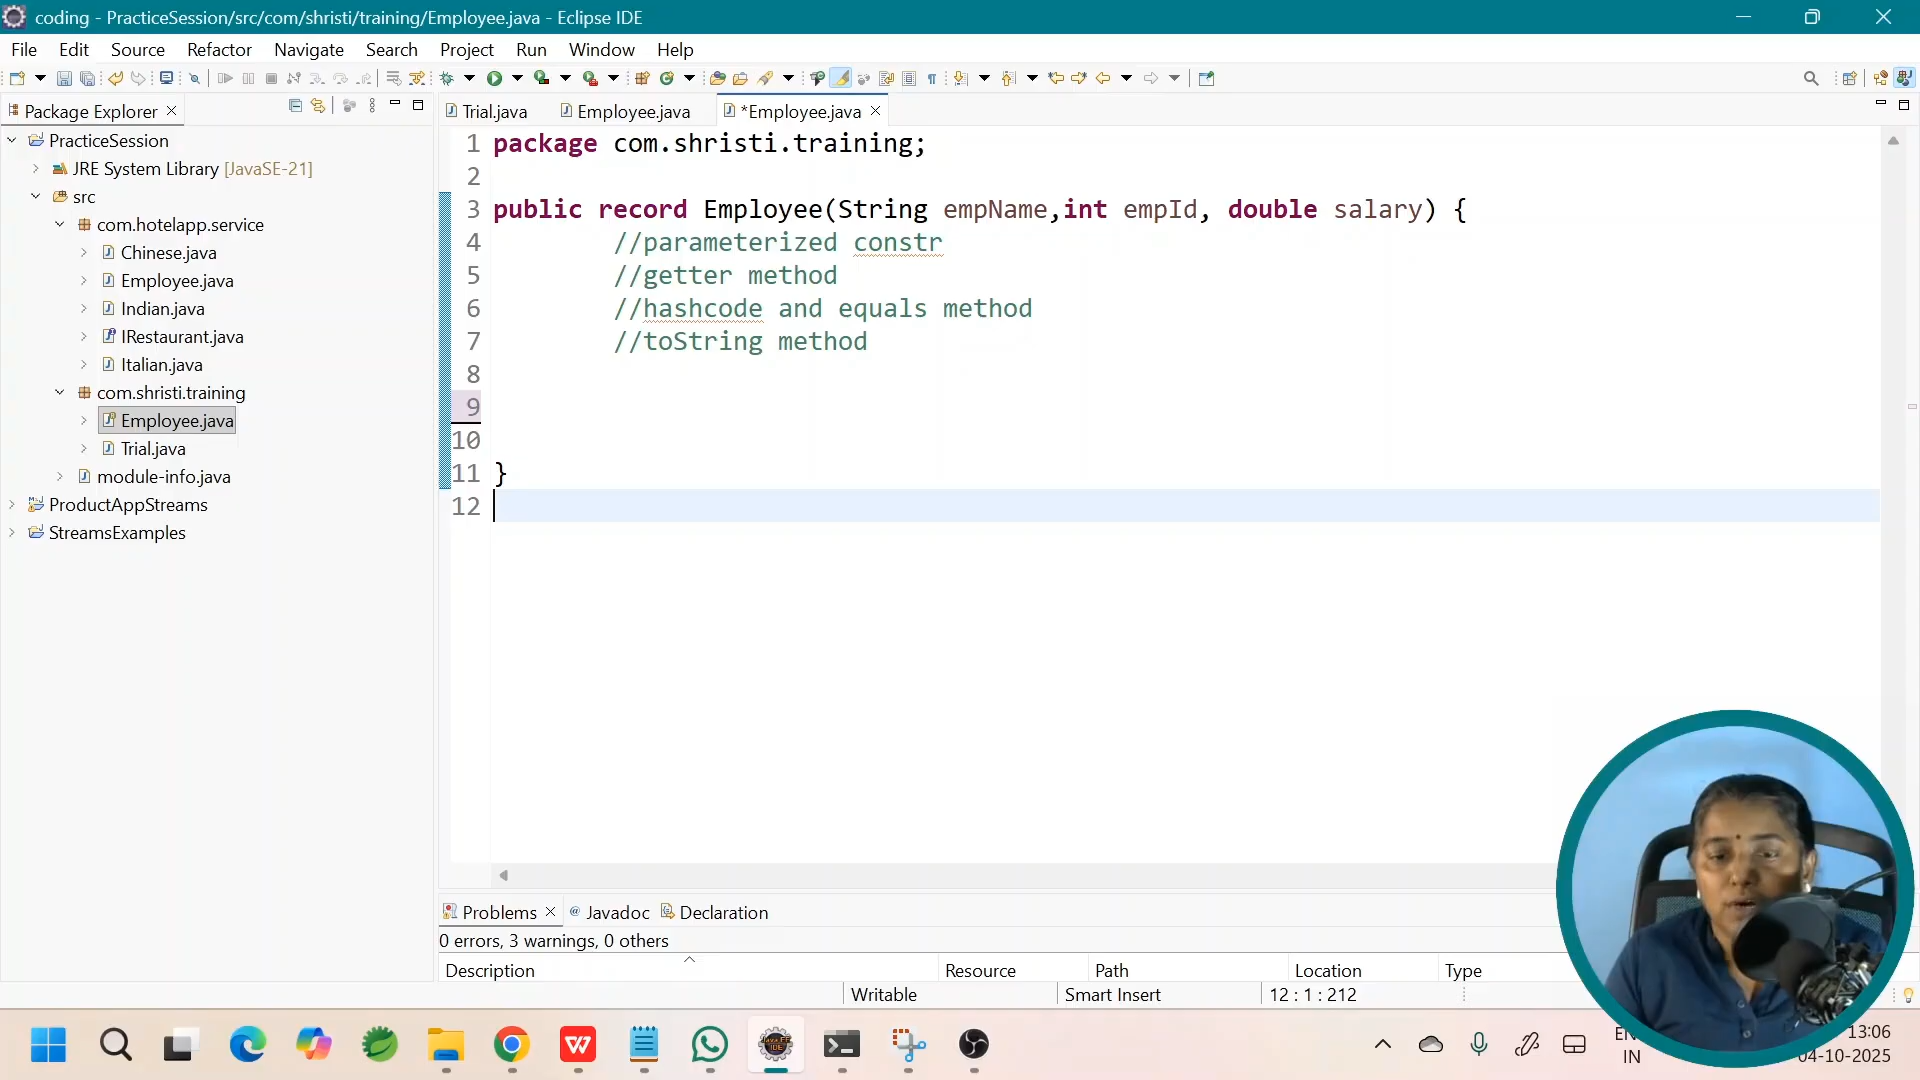 coding - PracticeSession/src/com/shristi/training/Employee.java - Eclipse IDE
File Edit Source Refactor Navigate Search Project Run Window Help
Package Explorer
Trial.java Employee.java *Employee.java
PracticeSession
JRE System Library [JavaSE-21]
src
com.hotelapp.service
Chinese.java
Employee.java
Indian.java
IRestaurant.java
Italian.java
com.shristi.training
Employee.java
Trial.java
module-info.java
ProductAppStreams
StreamsExamples
1 package com.shristi.training;
2
3 public record Employee(String empName,int empId, double salary) {
4 //parameterized constr
5 //getter method
6 //hashcode and equals method
7 //toString method
8
9
10
11 }
12
Problems Javadoc Declaration
0 errors, 3 warnings, 0 others
Description Resource Path Location Type
Writable Smart Insert 12 : 1 : 212
IN
13:06
04-10-2025